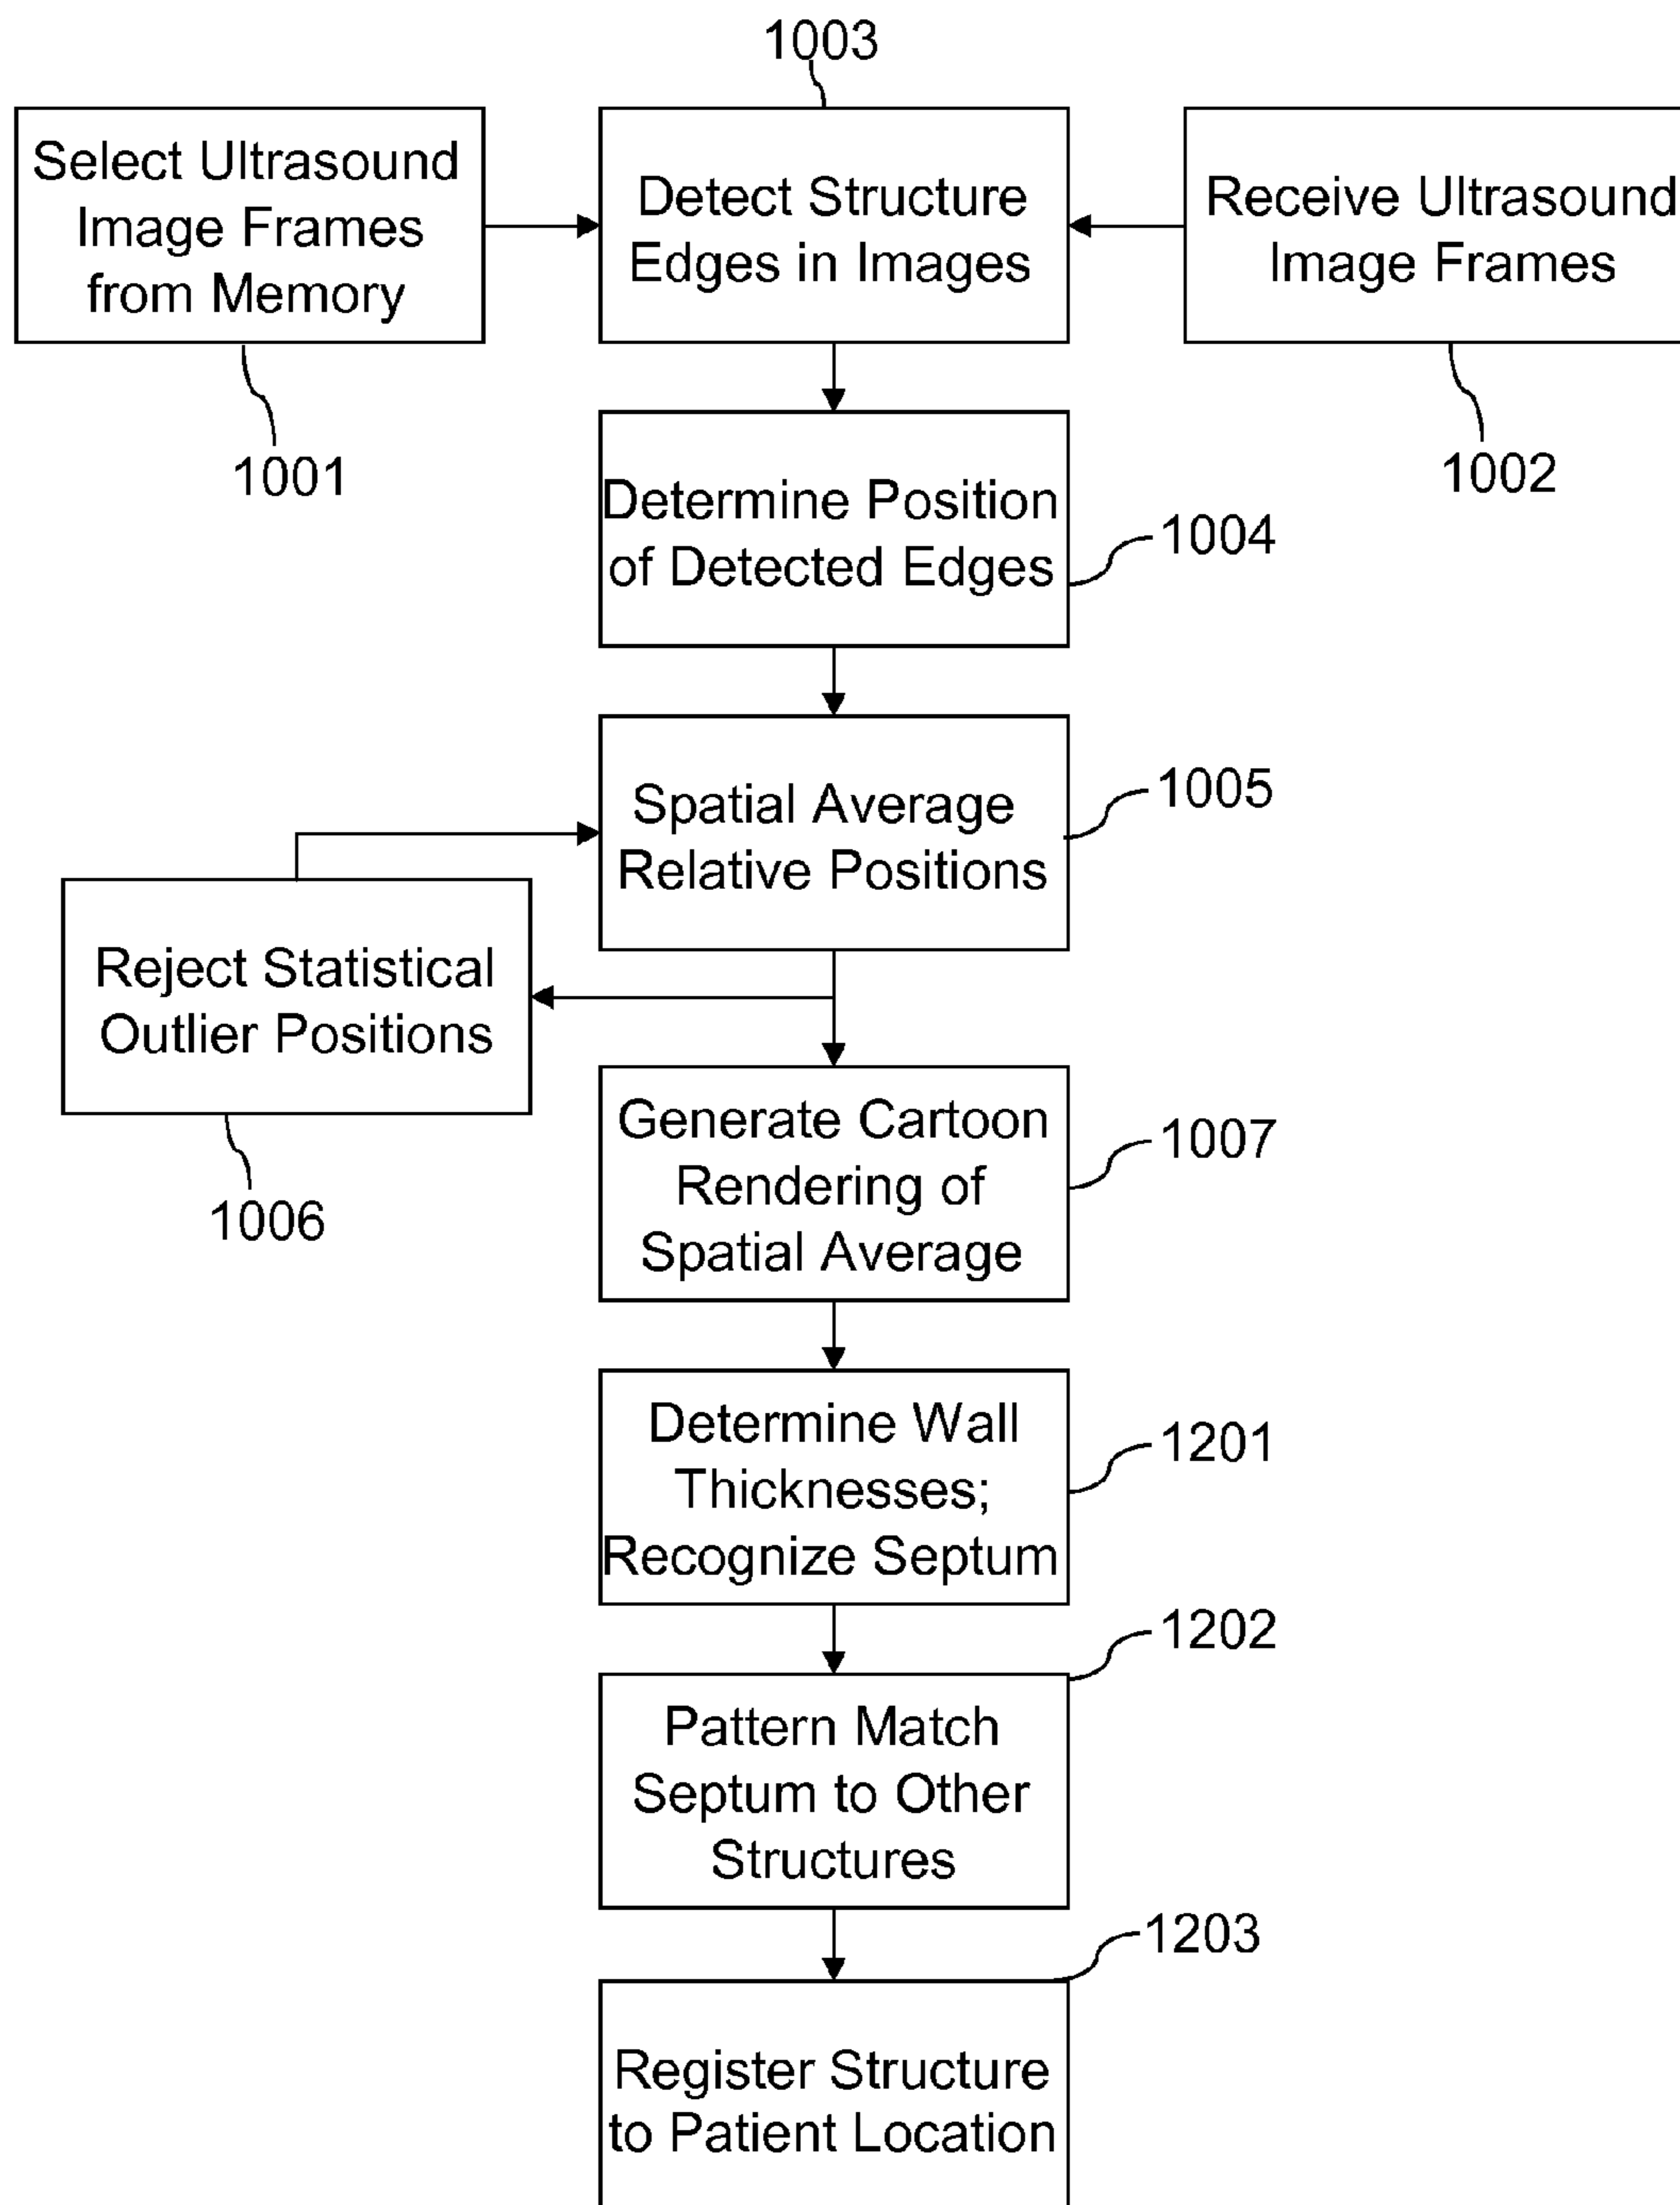 1003
Select Ultrasound
Image Frames
from Memory
Detect Structure
Edges in Images
Receive Ultrasound
Image Frames
1001
1002
Determine Position
of Detected Edges
1004
Spatial Average
Relative Positions
1005
Reject Statistical
Outlier Positions
1006
Generate Cartoon
Rendering of
Spatial Average
1007
Determine Wall
Thicknesses;
Recognize Septum
1201
1202
Pattern Match
Septum to Other
Structures
1203
Register Structure
to Patient Location